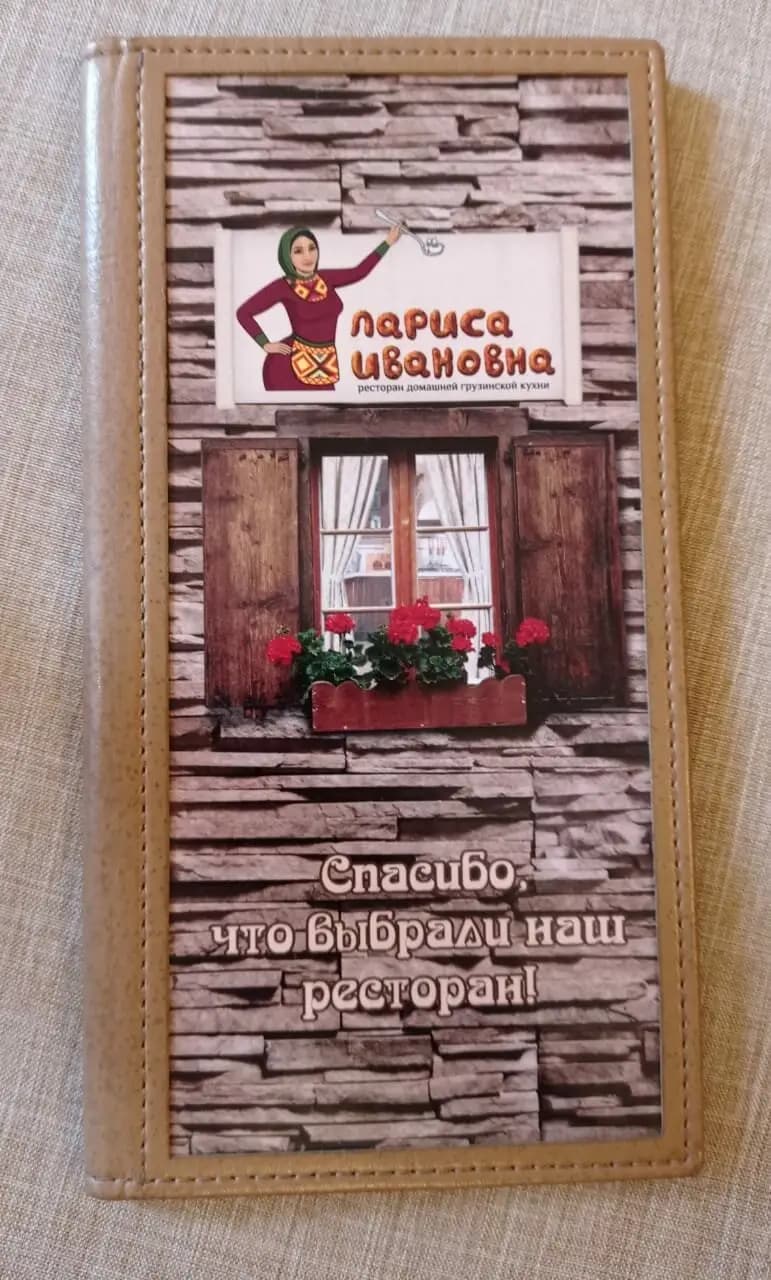 лариса
ивановна
ресторан домашней грузинской кухни
Спасибо,
что выбрали наш
ресторан!